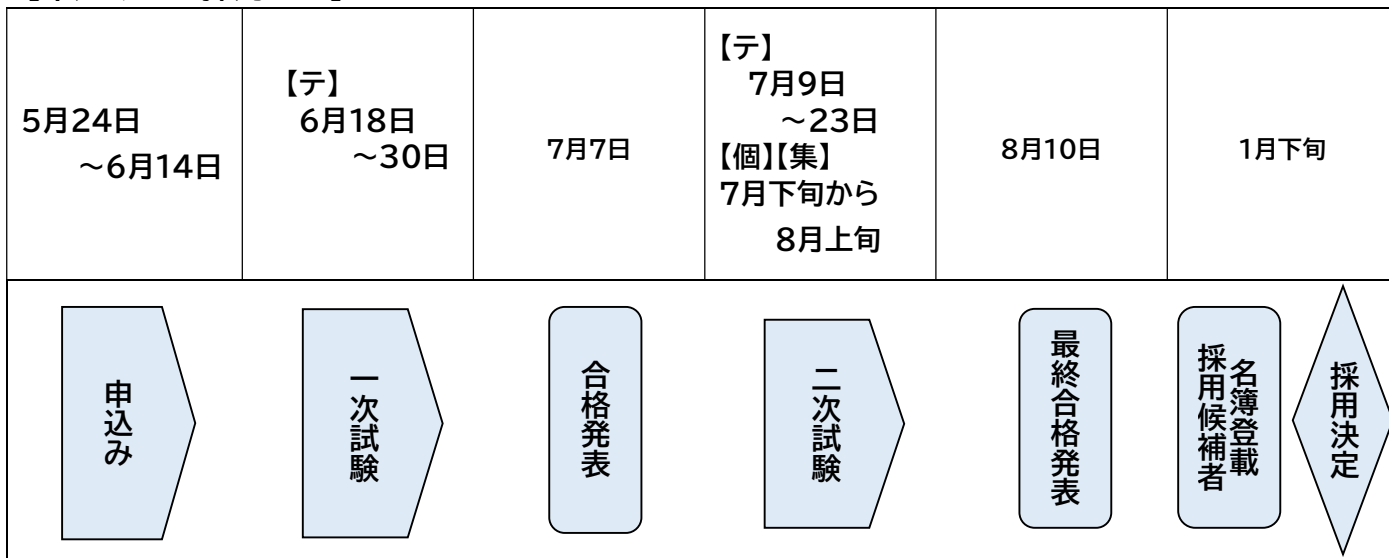 5月24日
～6月14日
【テ】
6月18日
～30日
7月7日
【テ】
7月9日
～23日
【個】【集】
7月下旬から
8月上旬
8月10日
1月下旬
申込み
一次試験
合格発表
二次試験
最終合格発表
名簿登載
採用候補者
採用決定